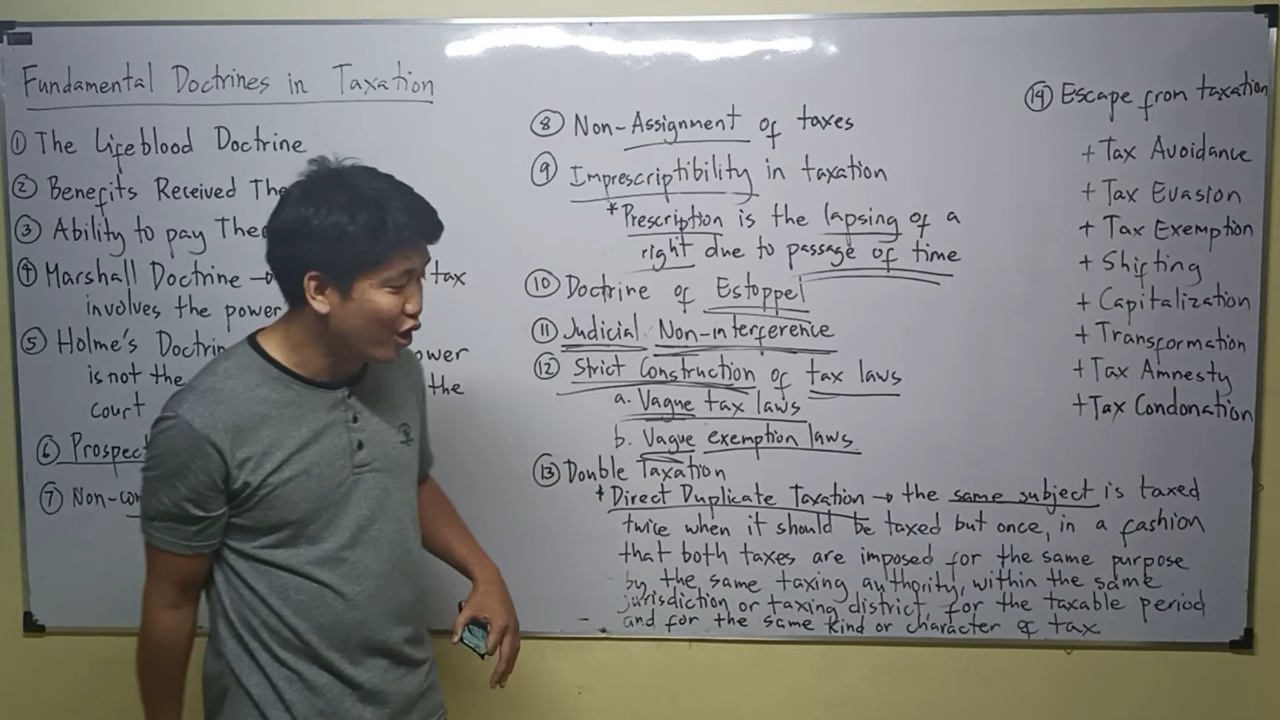 Fundamental Doctrines in Taxation
① The Lifeblood Doctrine
② Benefits Received
③ Ability to pay
④ Marshall Doctrine → tax
involves the power
⑤ Holme's
is not the the
court
⑥
⑦
⑧ Non-Assignment of taxes
⑨ Imprescriptibility in taxation
*Prescription is the lapsing of a
right due to passage of time
⑩ Doctrine of Estoppel
⑪ Judicial Non-interference
⑫ Strict Construction of tax laws
a. Vague tax laws
b. Vague exemption laws
⑬ Double Taxation
* Direct Duplicate Taxation → the same subject is taxed
twice when it should be taxed but once, in a fashion
that both taxes are imposed for the same purpose
by the same taxing authority, within the same
jurisdiction or taxing district, for the taxable period
and for the same kind or character of tax
⑭ Escape from taxation
+ Tax Avoidance
+ Tax Evasion
+ Tax Exemption
+ Shifting
+ Capitalization
+ Transformation
+ Tax Amnesty
+ Tax Condonation